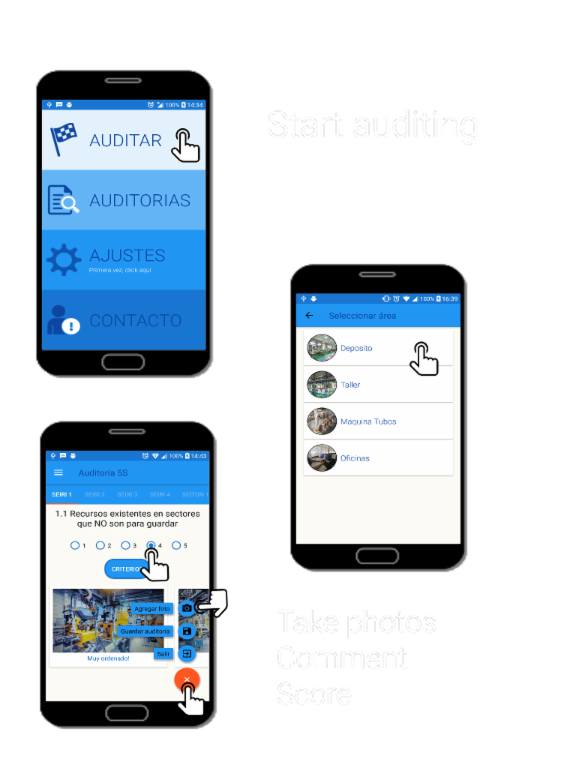 100% 14:34
AUDITAR
AUDITORIAS
AJUSTES
Primera vez, click aquí
CONTACTO
Start auditing
100% 16:39
Seleccionar área
Deposito
Taller
Maquina Tubos
Oficinas
100% 14:43
Auditoria 5S
SEIRI 1 SEIRI 2 SEIRI 3 SEIRI 4
1.1 Recursos existentes en sectores
que NO son para guardar
1 2 3 4 5
Agregar foto
Guardar auditoria
Salir
Muy ordenado!
Take photos
Comment
Score